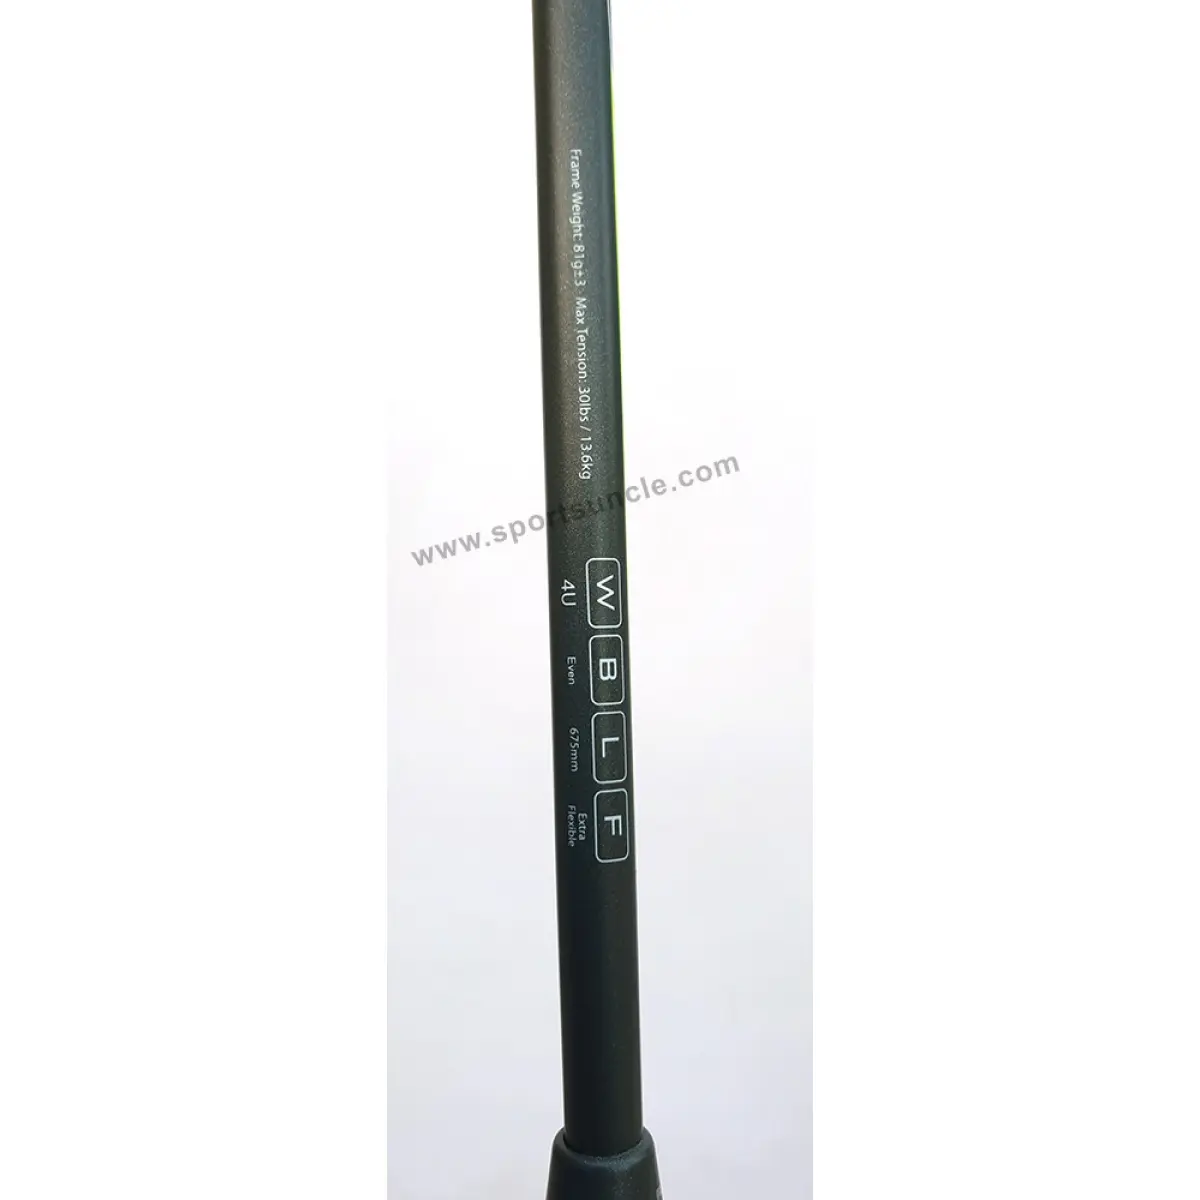 Frame Weight: 81g±3 · Max Tension: 30lbs / 13.6kg
www.sportsuncle.com
W B L F
4U Even 675mm Extra
Flexible